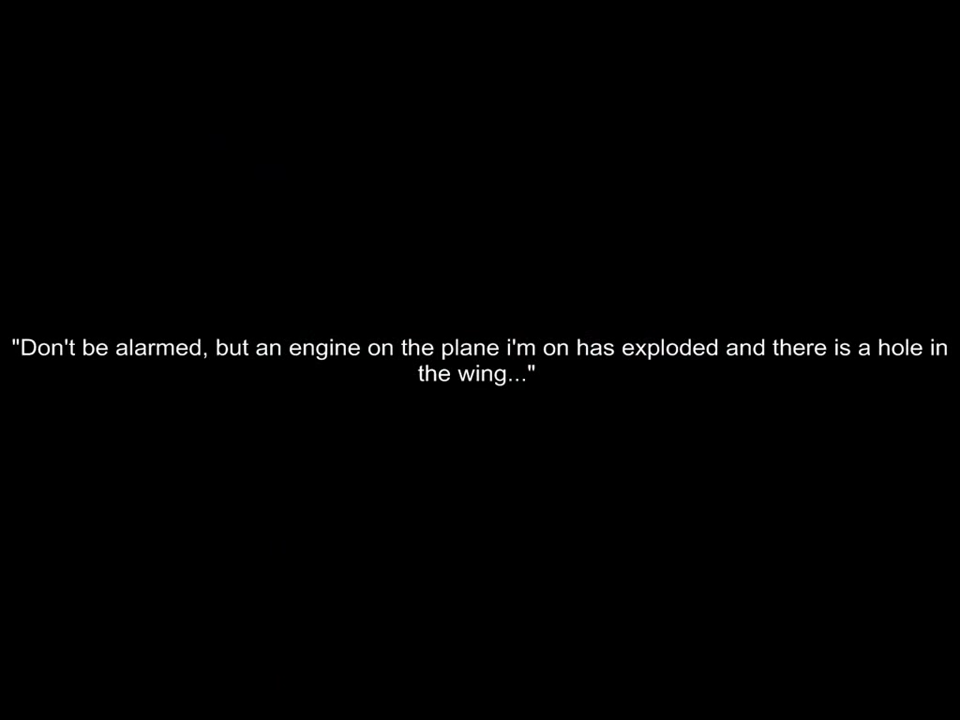 "Don't be alarmed, but an engine on the plane i'm on has exploded and there is a hole in
the wing..."